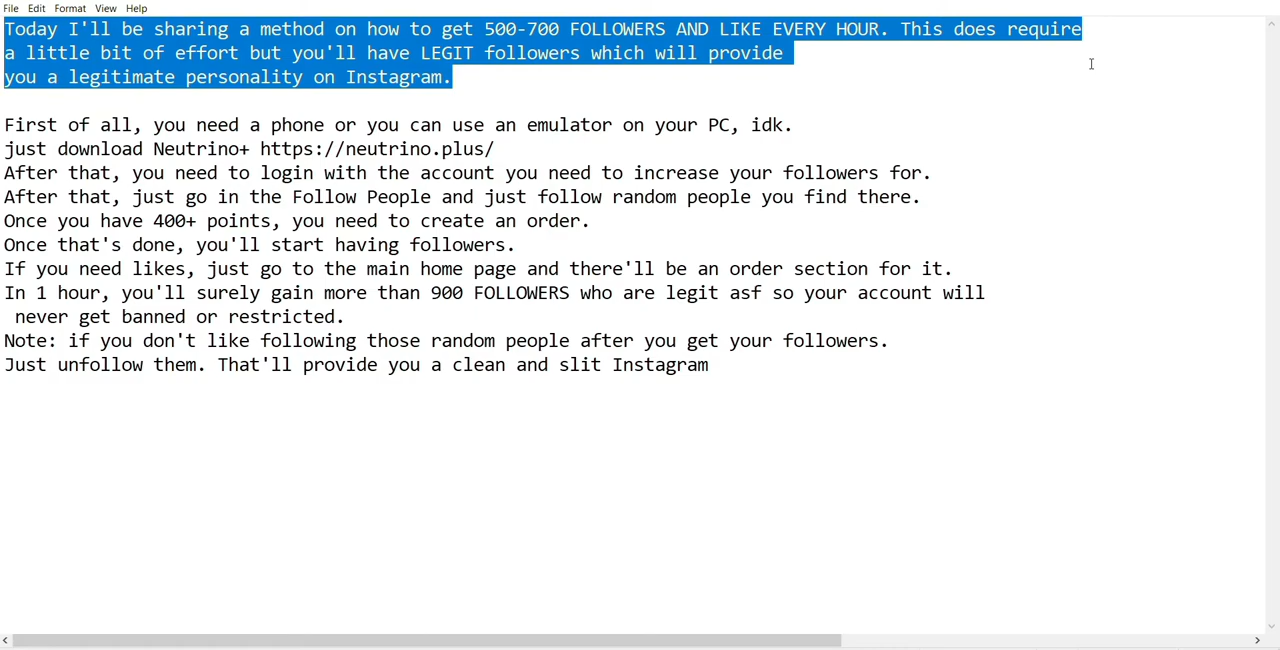 File Edit Format View Help
Today I'll be sharing a method on how to get 500-700 FOLLOWERS AND LIKE EVERY HOUR. This does require
a little bit of effort but you'll have LEGIT followers which will provide
you a legitimate personality on Instagram.
First of all, you need a phone or you can use an emulator on your PC, idk.
just download Neutrino+ https://neutrino.plus/
After that, you need to login with the account you need to increase your followers for.
After that, just go in the Follow People and just follow random people you find there.
Once you have 400+ points, you need to create an order.
Once that's done, you'll start having followers.
If you need likes, just go to the main home page and there'll be an order section for it.
In 1 hour, you'll surely gain more than 900 FOLLOWERS who are legit asf so your account will
never get banned or restricted.
Note: if you don't like following those random people after you get your followers.
Just unfollow them. That'll provide you a clean and slit Instagram